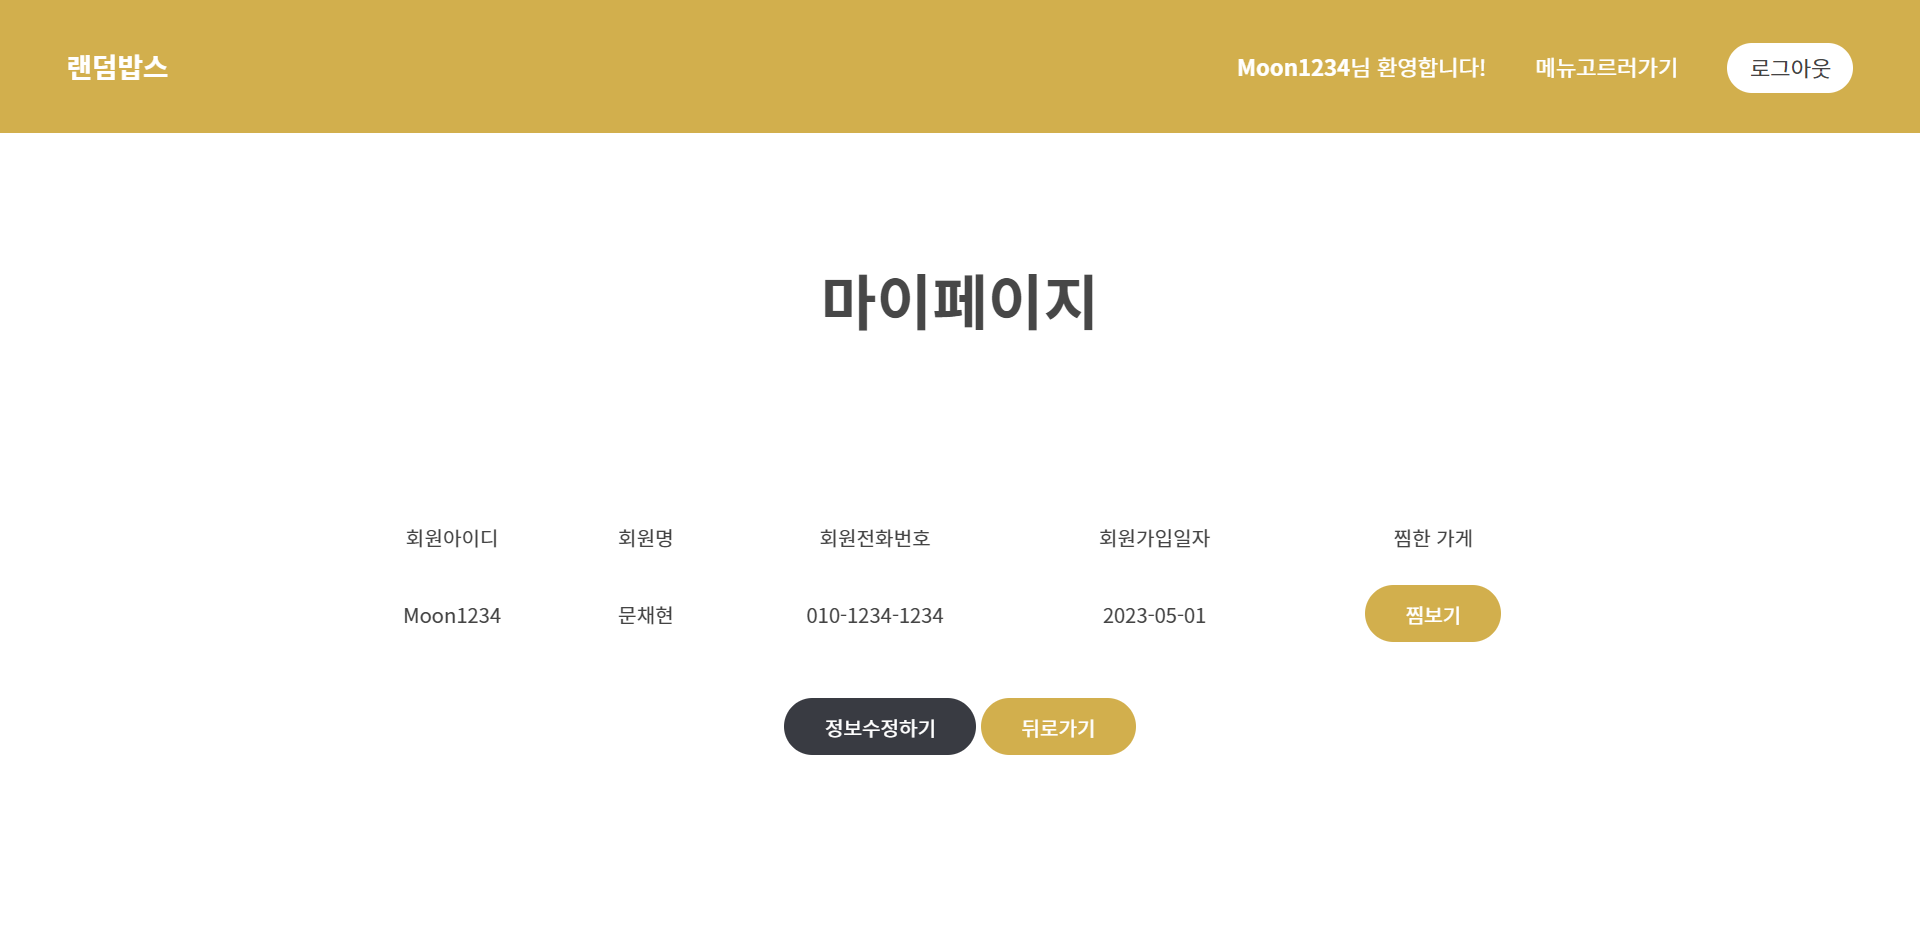 랜덤밥스 Moon1234님 환영합니다! 메뉴고르러가기 로그아웃
마이페이지
회원아이디 회원명 회원전화번호 회원가입일자 찜한 가게
Moon1234 문채현 010-1234-1234 2023-05-01 찜보기
정보수정하기 뒤로가기